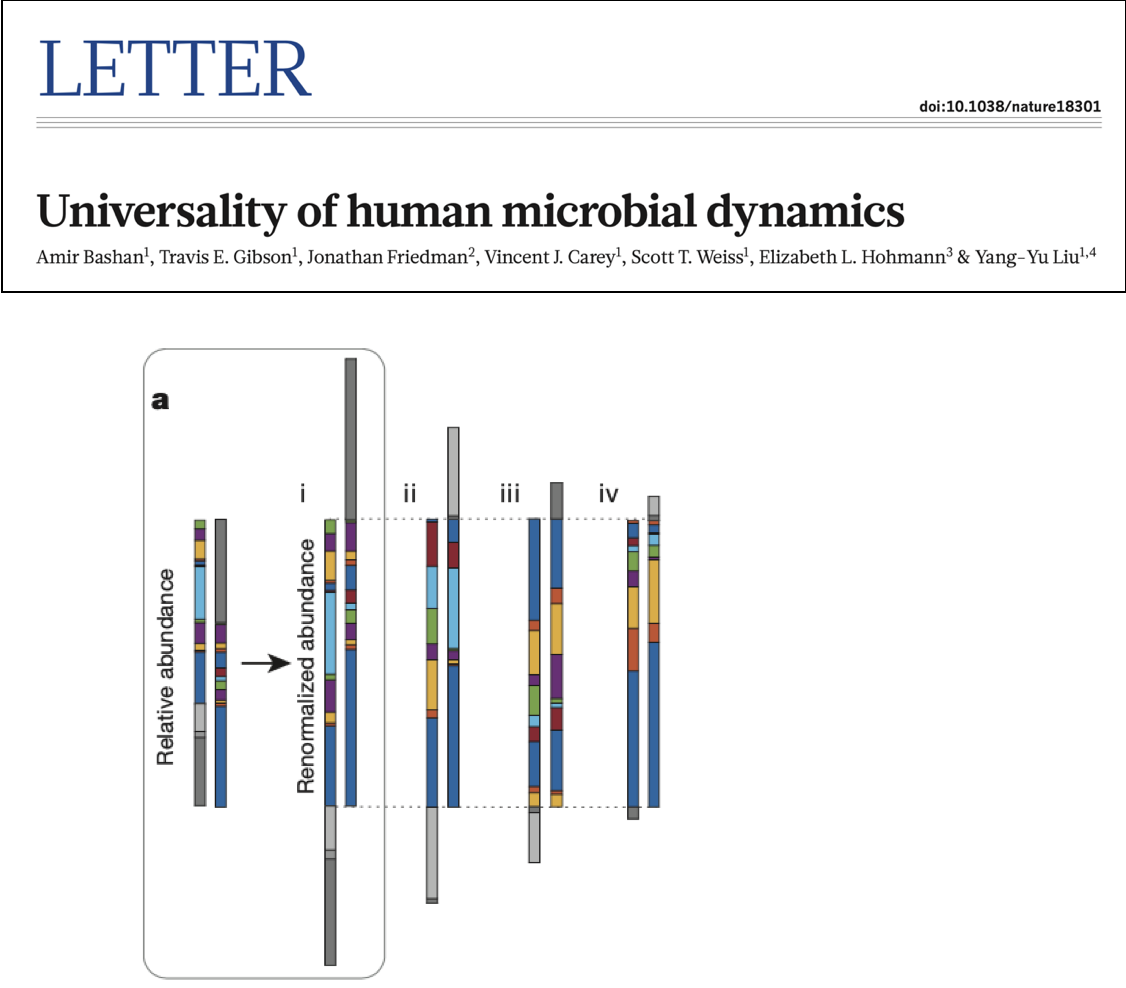 LETTER
doi:10.1038/nature18301
Universality of human microbial dynamics
Amir Bashan1, Travis E. Gibson1, Jonathan Friedman2, Vincent J. Carey1, Scott T. Weiss1, Elizabeth L. Hohmann3 & Yang-Yu Liu1,4
a
i
ii
iii
iv
Relative abundance
Renormalized abundance